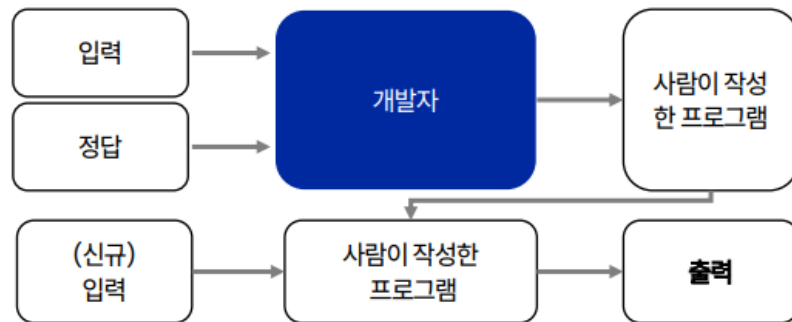 입력
개발자
사람이 작성
한 프로그램
정답
(신규)
입력
사람이 작성한
프로그램
출력